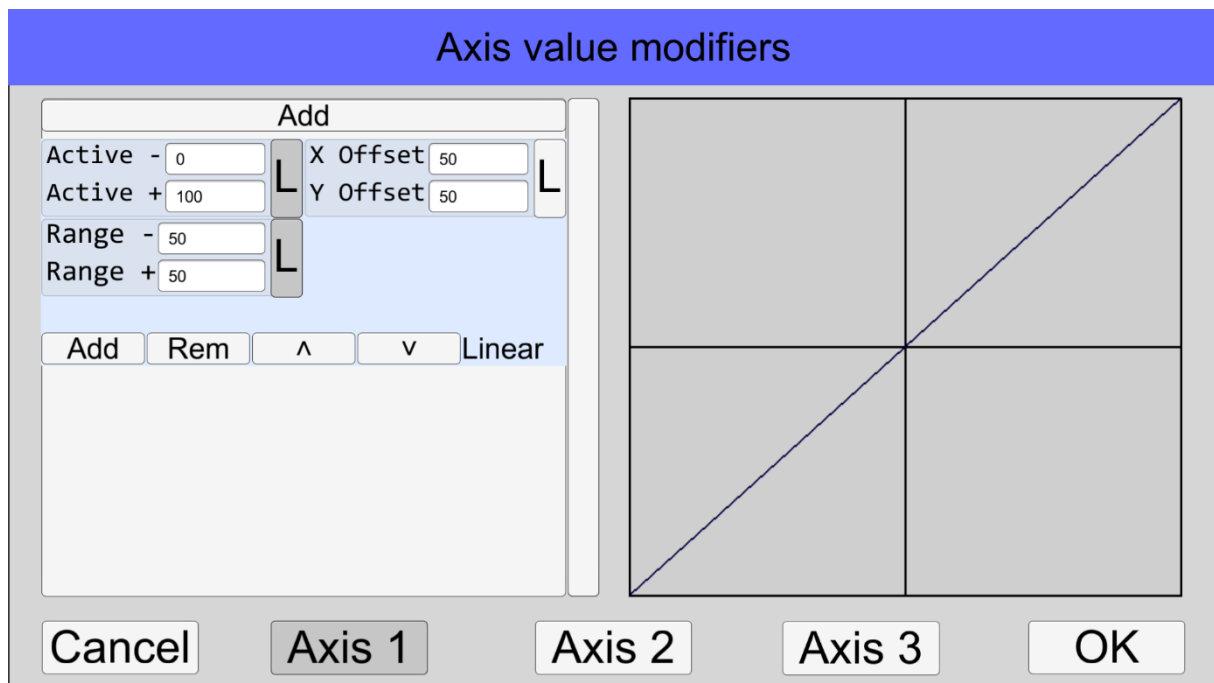 Axis value modifiers
Add
Active - 0 L X Offset 50 L
Active + 100 Y Offset 50
Range - 50 L
Range + 50
Add Rem ^ v Linear
Cancel Axis 1 Axis 2 Axis 3 OK